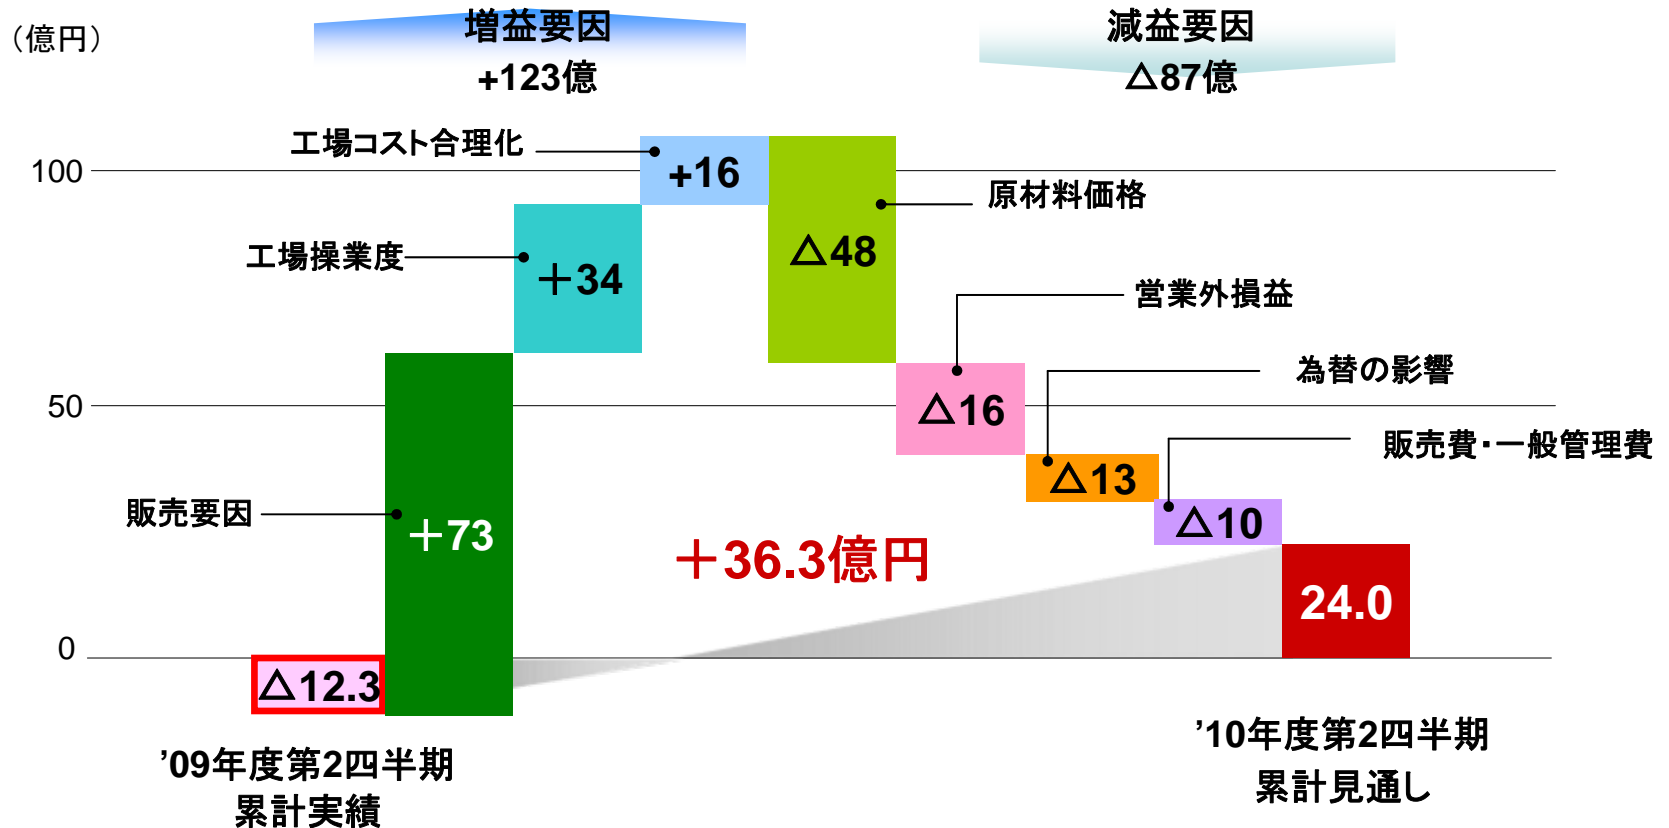 （億円）
増益要因
+123億
減益要因
△87億
工場コスト合理化
+16
100
原材料価格
△48
工場操業度
＋34
営業外損益
△16
為替の影響
50
販売費・一般管理費
△13
販売要因
＋73
△10
＋36.3億円
24.0
0
△12.3
’09年度第2四半期
累計実績
’10年度第2四半期
累計見通し